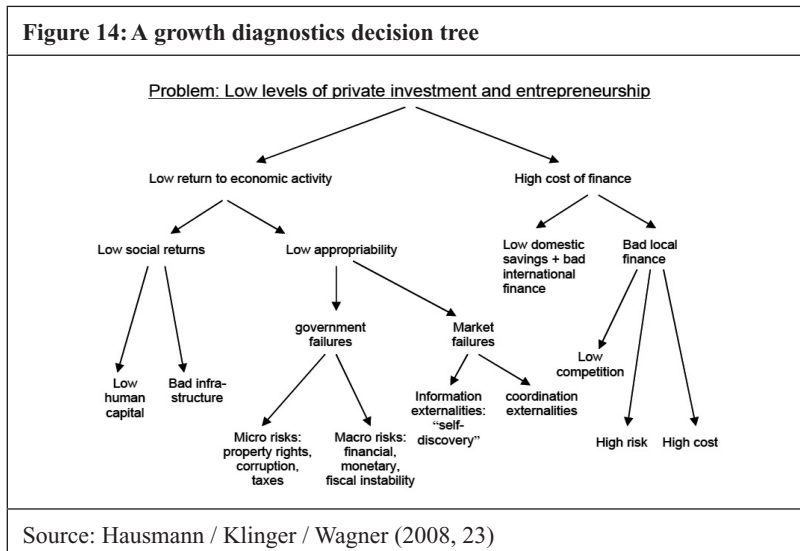 Figure 14: A growth diagnostics decision tree
Problem: Low levels of private investment and entrepreneurship
Low return to economic activity
High cost of finance
Low social returns
Low appropriability
Low domestic
savings + bad
international
finance
Bad local
finance
government
failures
Market
failures
Low
human
capital
Bad infra-
structure
Low
competition
Information
externalities:
“self-
discovery”
coordination
externalities
Micro risks:
property rights,
corruption,
taxes
Macro risks:
financial,
monetary,
fiscal instability
High risk
High cost
Source: Hausmann / Klinger / Wagner (2008, 23)